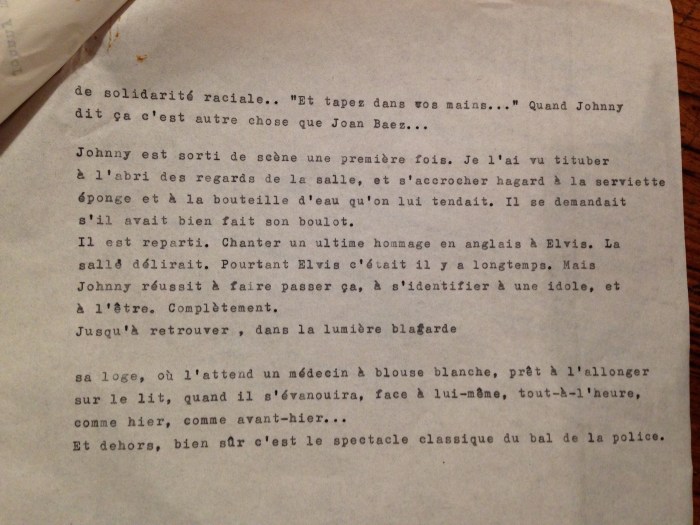 de solidarité raciale.. "Et tapez dans vos mains..." Quand Johnny
dit ça c'est autre chose que Joan Baez...
Johnny est sorti de scène une première fois. Je l'ai vu tituber
à l'abri des regards de la salle, et s'accrocher hagard à la serviette
éponge et à la bouteille d'eau qu'on lui tendait. Il se demandait
s'il avait bien fait son boulot.
Il est reparti. Chanter un ultime hommage en anglais à Elvis. La
salle délirait. Pourtant Elvis c'était il y a longtemps. Mais
Johnny réussit à faire passer ça, à s'identifier à une idole, et
à l'être. Complètement.
Jusqu'à retrouver , dans la lumière blafarde
sa loge, où l'attend un médecin à blouse blanche, prêt à l'allonger
sur le lit, quand il s'évanouira, face à lui-même, tout-à-l'heure,
comme hier, comme avant-hier...
Et dehors, bien sûr c'est le spectacle classique du bal de la police.